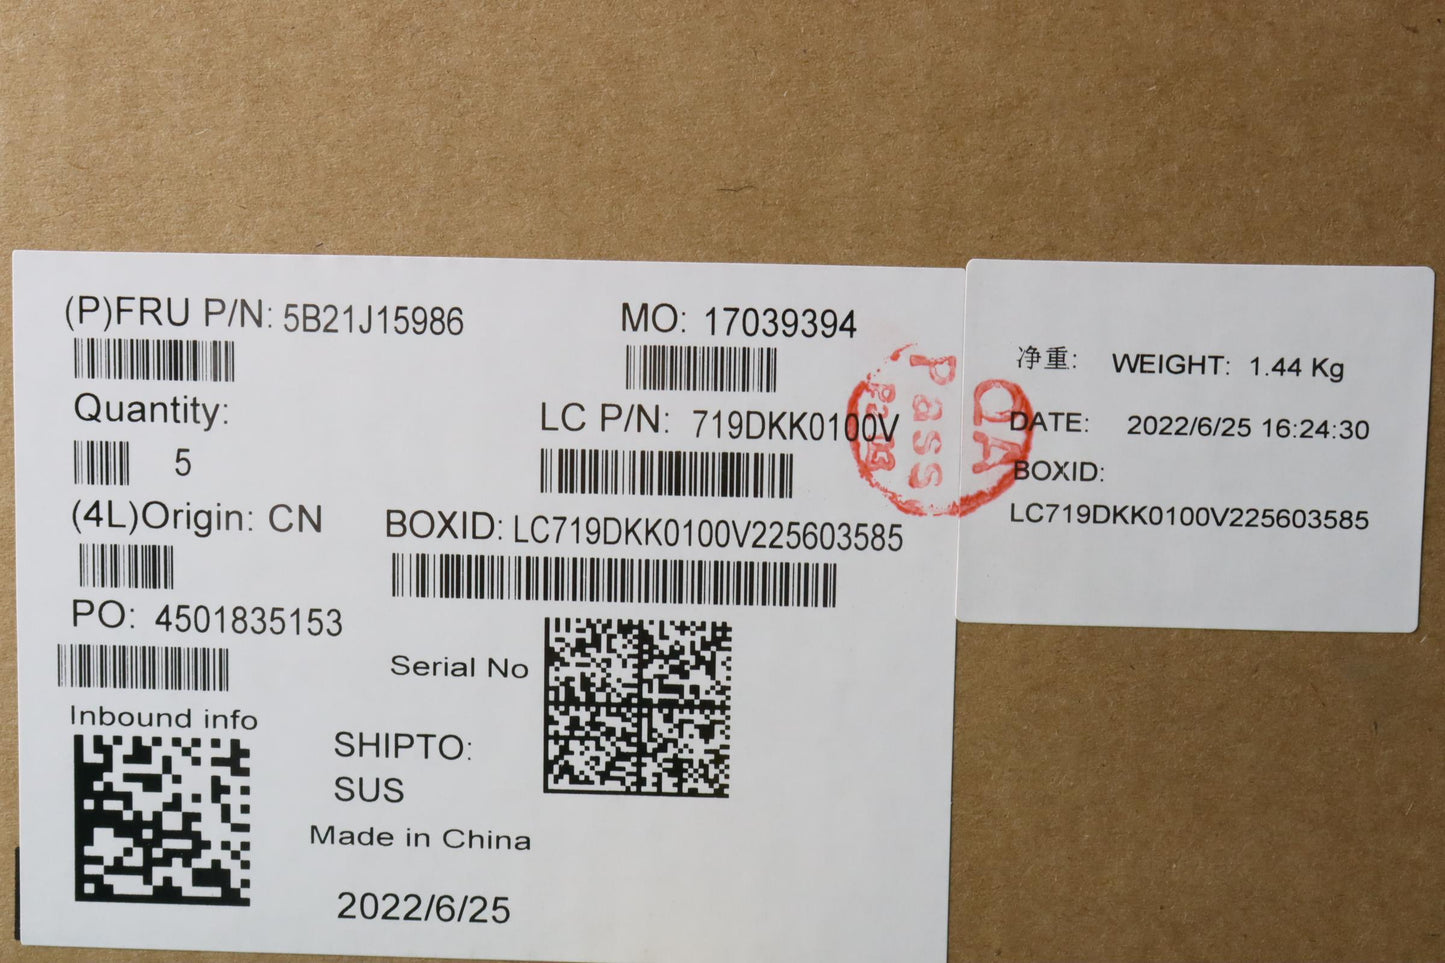 (P)FRU P/N: 5B21J15986
MO: 17039394
Quantity:
5
LC P/N: 719DKK0100V
(4L)Origin: CN
BOXID: LC719DKK0100V225603585
PO: 4501835153
Serial No
Inbound info
SHIPTO:
SUS
Made in China
2022/6/25
QA
Pass
净重: WEIGHT: 1.44 Kg
DATE: 2022/6/25 16:24:30
BOXID:
LC719DKK0100V225603585